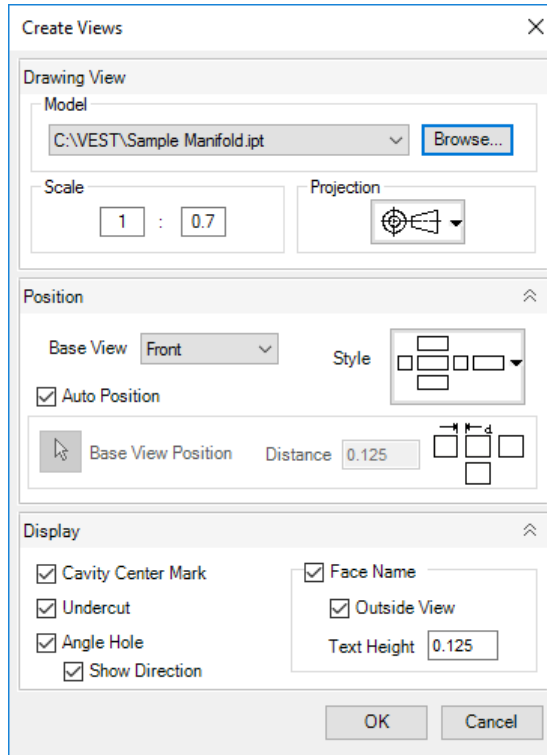 Create Views
Drawing View
Model
C:\VEST\Sample Manifold.ipt
Browse...
Scale
1 : 0.7
Projection
Position
Base View Front
Style
Auto Position
Base View Position Distance 0.125
d
Display
Cavity Center Mark
Face Name
Undercut
Outside View
Angle Hole
Text Height 0.125
Show Direction
OK Cancel